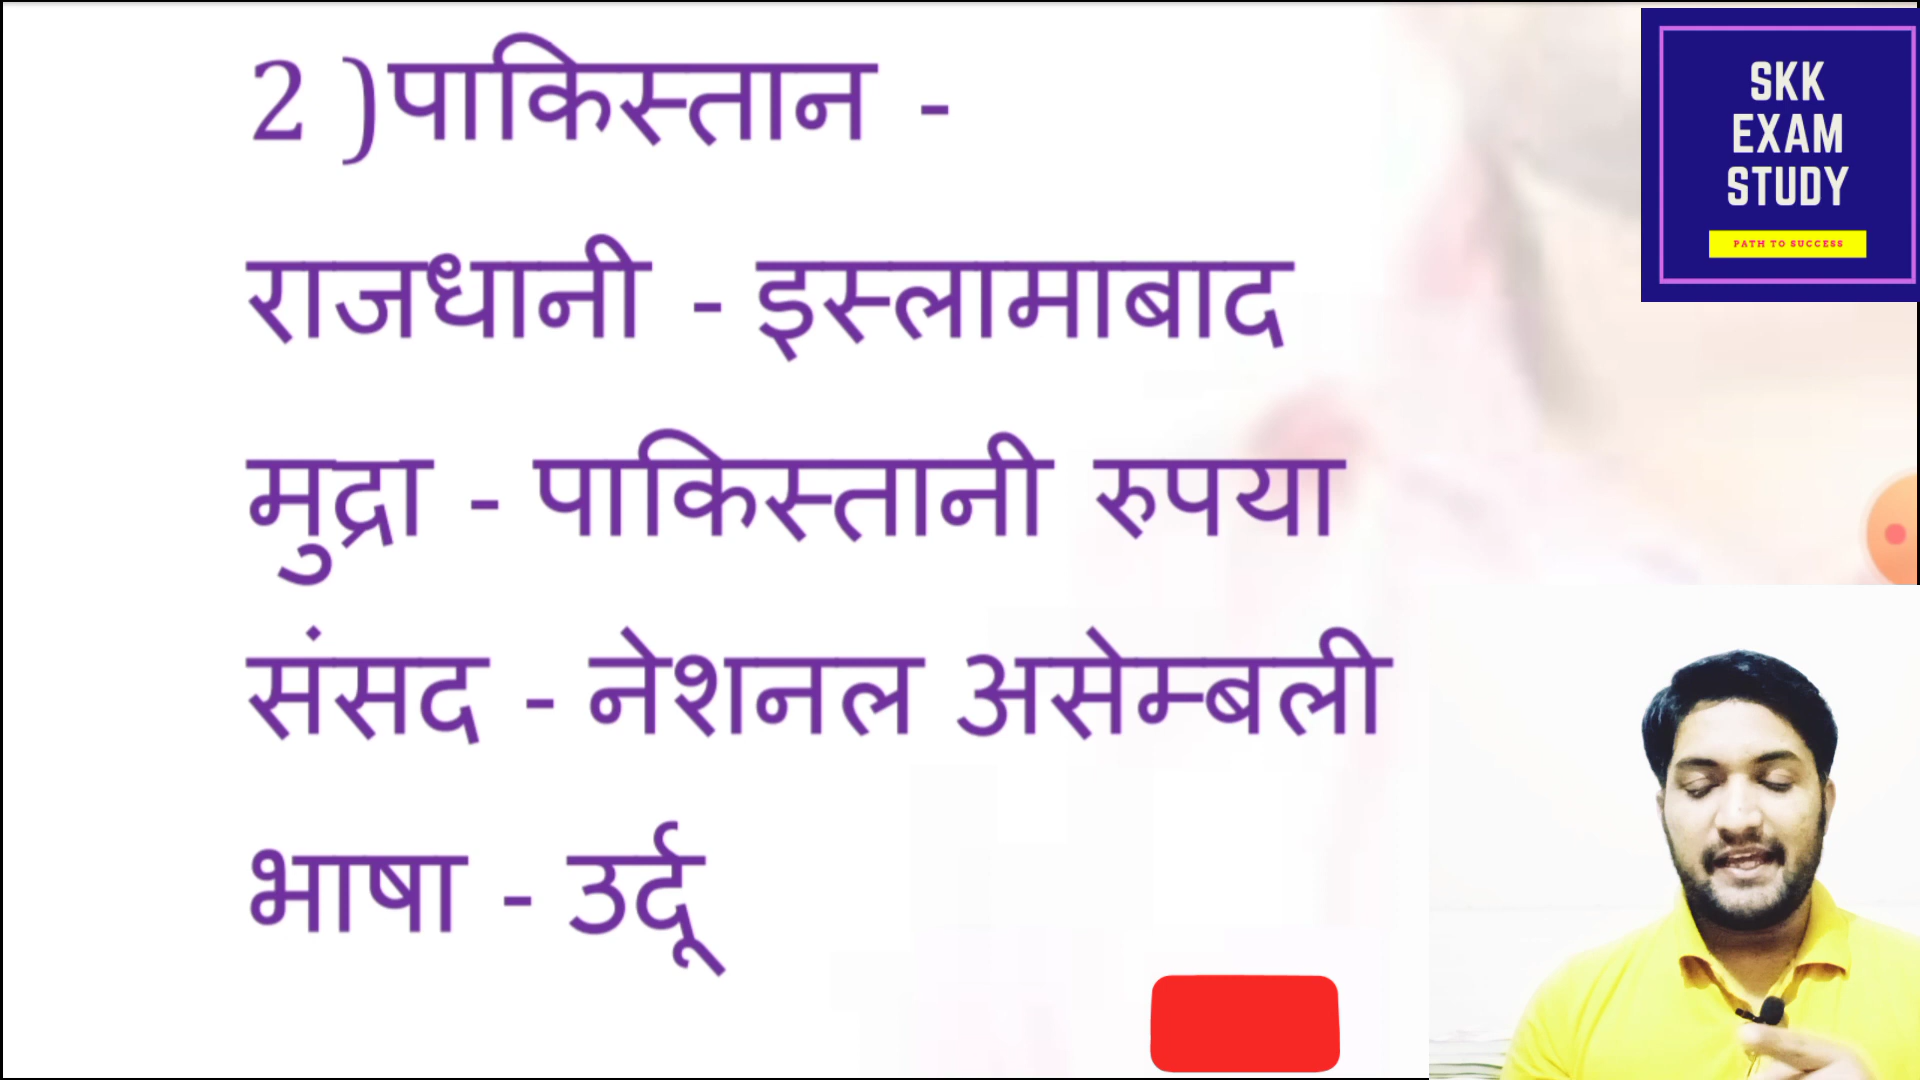 2 )पाकिस्तान -
राजधानी - इस्लामाबाद
मुद्रा - पाकिस्तानी रुपया
संसद - नेशनल असेम्बली
भाषा - उर्दू
SKK
EXAM
STUDY
PATH TO SUCCESS